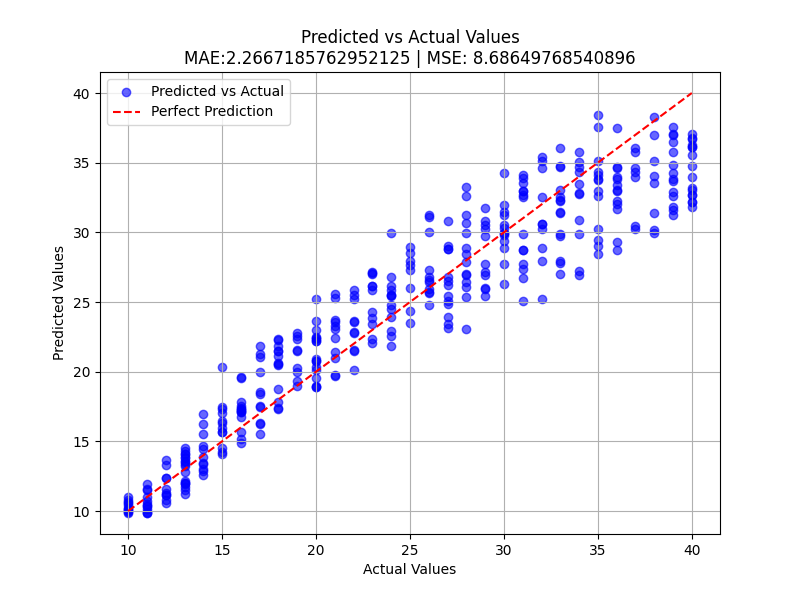 Predicted vs Actual Values
MAE:2.2667185762952125 | MSE: 8.68649768540896
Predicted vs Actual
Perfect Prediction
40
35
30
25
20
15
10
Predicted Values
10 15 20 25 30 35 40
Actual Values